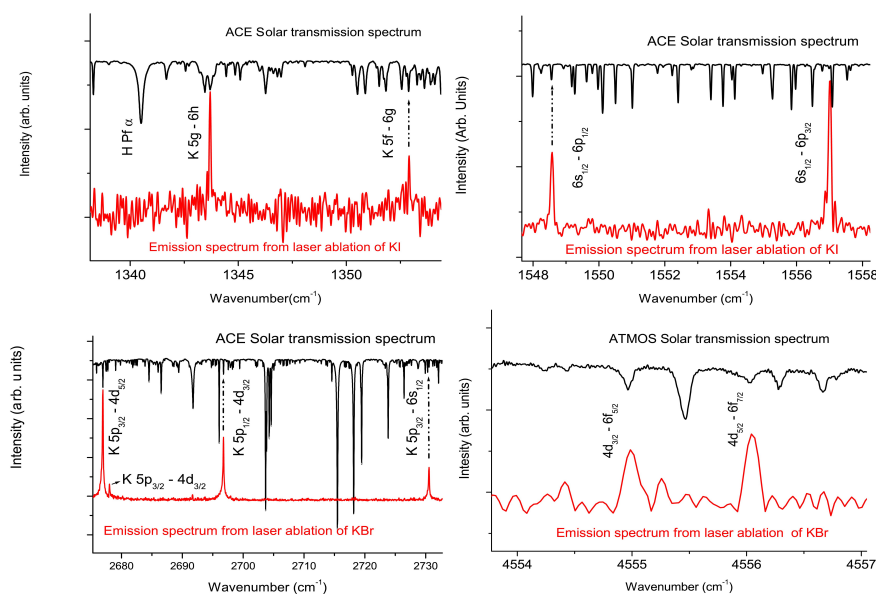 ACE Solar transmission spectrum
Intensity (arb. units)
H Pf α
K 5g - 6h
K 5f - 6g
Emission spectrum from laser ablation of KI
1340
1345
1350
Wavenumber(cm-1)
ACE Solar transmission spectrum
Intensity (Arb. Units)
6s1/2 - 6p1/2
6s1/2 - 6p3/2
Emission spectrum from laser ablation of KI
1548
1550
1552
1554
1556
1558
Wavenumber (cm-1)
ACE Solar transmission spectrum
Intensity (arb. units)
K 5p3/2 - 4d5/2
K 5p3/2 - 4d3/2
K 5p1/2 - 4d3/2
K 5p3/2 - 6s1/2
Emission spectrum from laser ablation of KBr
2680
2690
2700
2710
2720
2730
Wavenumber (cm-1)
ATMOS Solar transmission spectrum
Intesity (arb. units)
4d3/2 - 6f5/2
4d5/2 - 6f7/2
Emission spectrum from laser ablation of KBr
4554
4555
4556
4557
Wavenumber (cm-1)